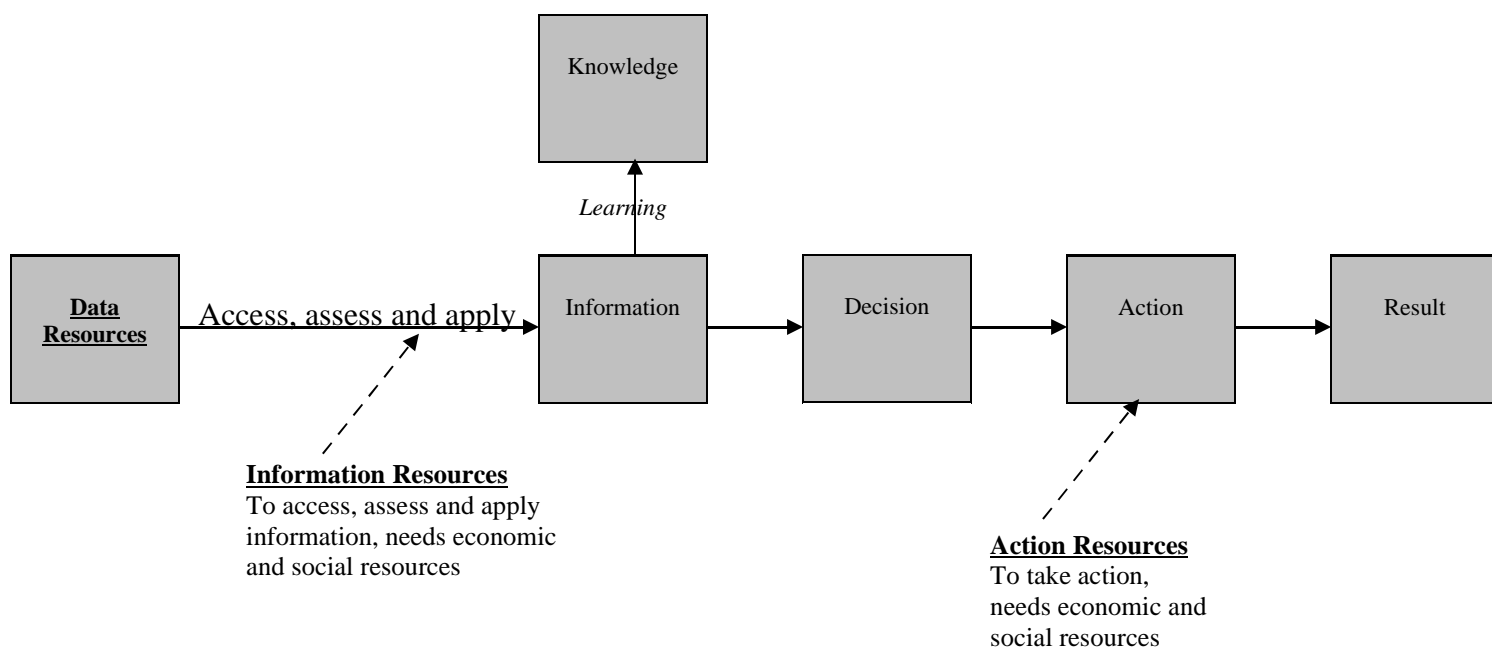 Knowledge
Learning
Data
Resources
Access, assess and apply
Information
Decision
Action
Result
Information Resources
To access, assess and apply
information, needs economic
and social resources
Action Resources
To take action,
needs economic and
social resources